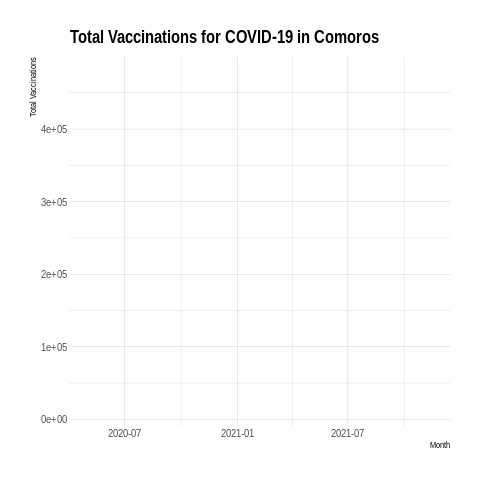 Total Vaccinations for COVID-19 in Comoros
Total Vaccinations
4e+05
3e+05
2e+05
1e+05
0e+00
2020-07 2021-01 2021-07
Month